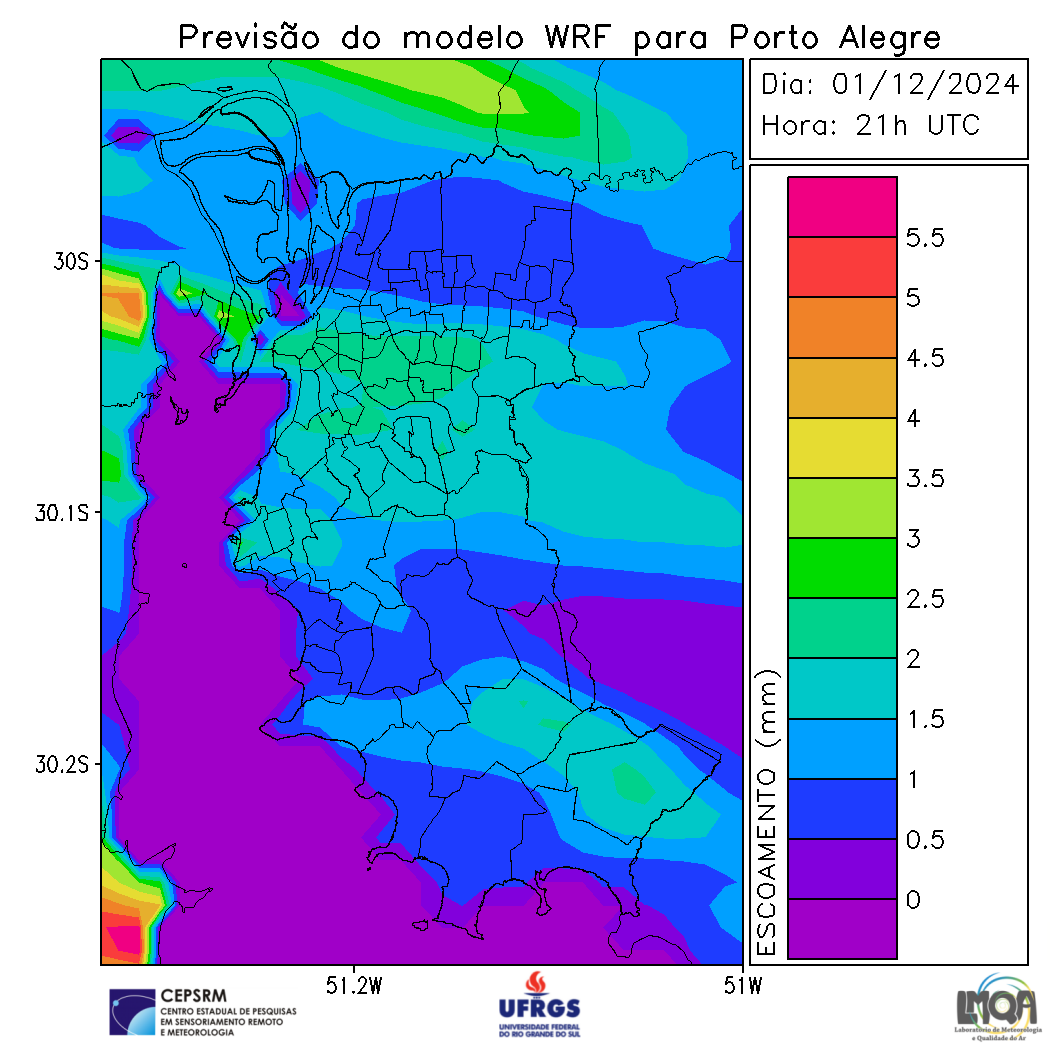 Previsão do modelo WRF para Porto Alegre
Dia: 01/12/2024
Hora: 21h UTC
30S
30.1S
30.2S
51.2W
51W
ESCOAMENTO (mm)
5.5
5
4.5
4
3.5
3
2.5
2
1.5
1
0.5
0
CEPSRM
CENTRO ESTADUAL DE PESQUISAS
EM SENSORIAMENTO REMOTO
E METEOROLOGIA
UFRGS
UNIVERSIDADE FEDERAL
DO RIO GRANDE DO SUL
LMQA
Laboratório de Meteorologia
e Qualidade do Ar